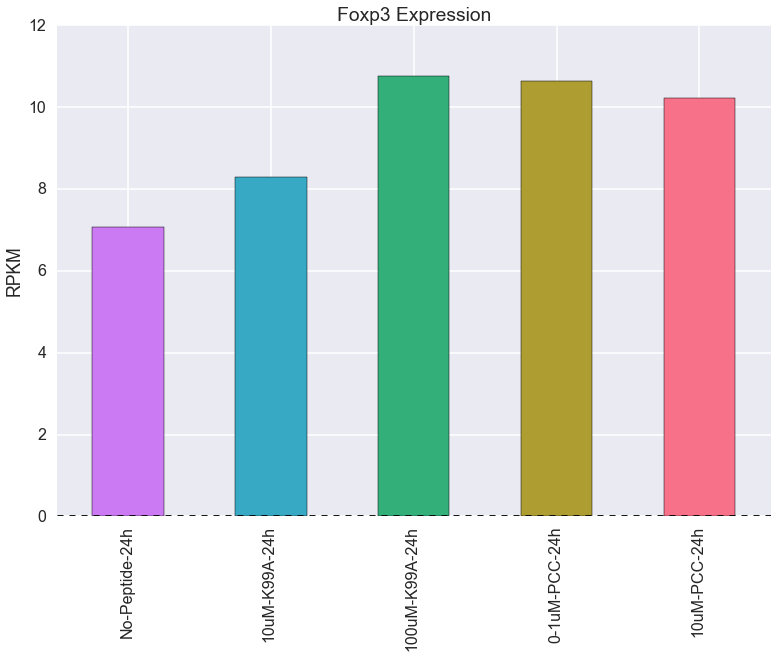 Foxp3 Expression
12
10
8
6
4
2
0
RPKM
No-Peptide-24h
10uM-K99A-24h
100uM-K99A-24h
0-1uM-PCC-24h
10uM-PCC-24h